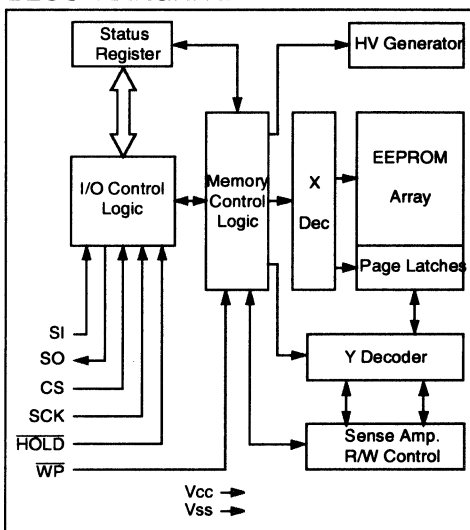 Status
Register
HV Generator
I/O Control
Logic
Memory
Control
Logic
X
Dec
EEPROM
Array
Page Latches
SI
SO
CS
SCK
HOLD
WP
Y Decoder
Sense Amp.
R/W Control
Vcc
Vss